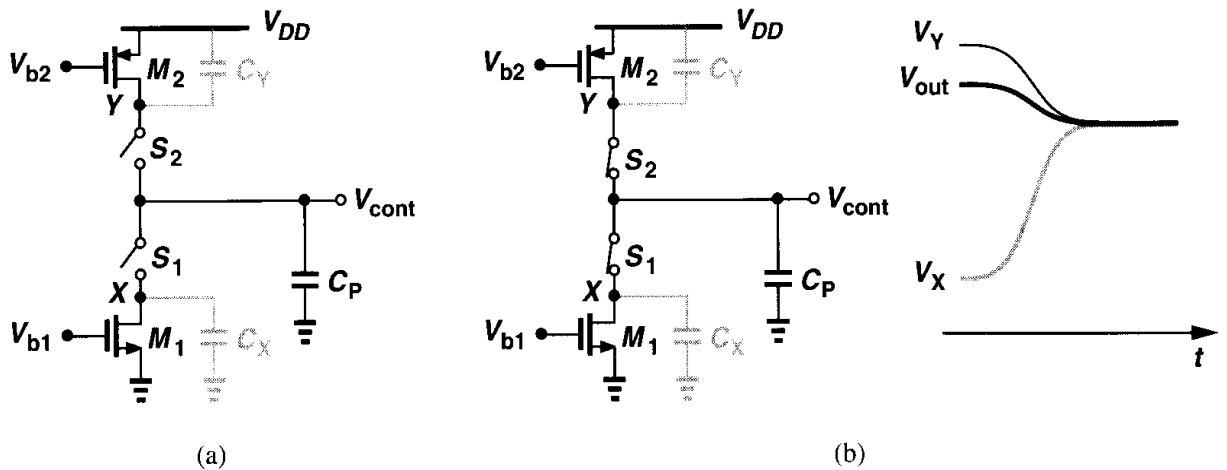 V_DD
V_b2
M_2
C_Y
Y
S_2
V_cont
S_1
X
C_P
V_b1
M_1
C_X
(a)
V_DD
V_b2
M_2
C_Y
Y
S_2
V_cont
S_1
X
C_P
V_b1
M_1
C_X
V_Y
V_out
V_X
t
(b)